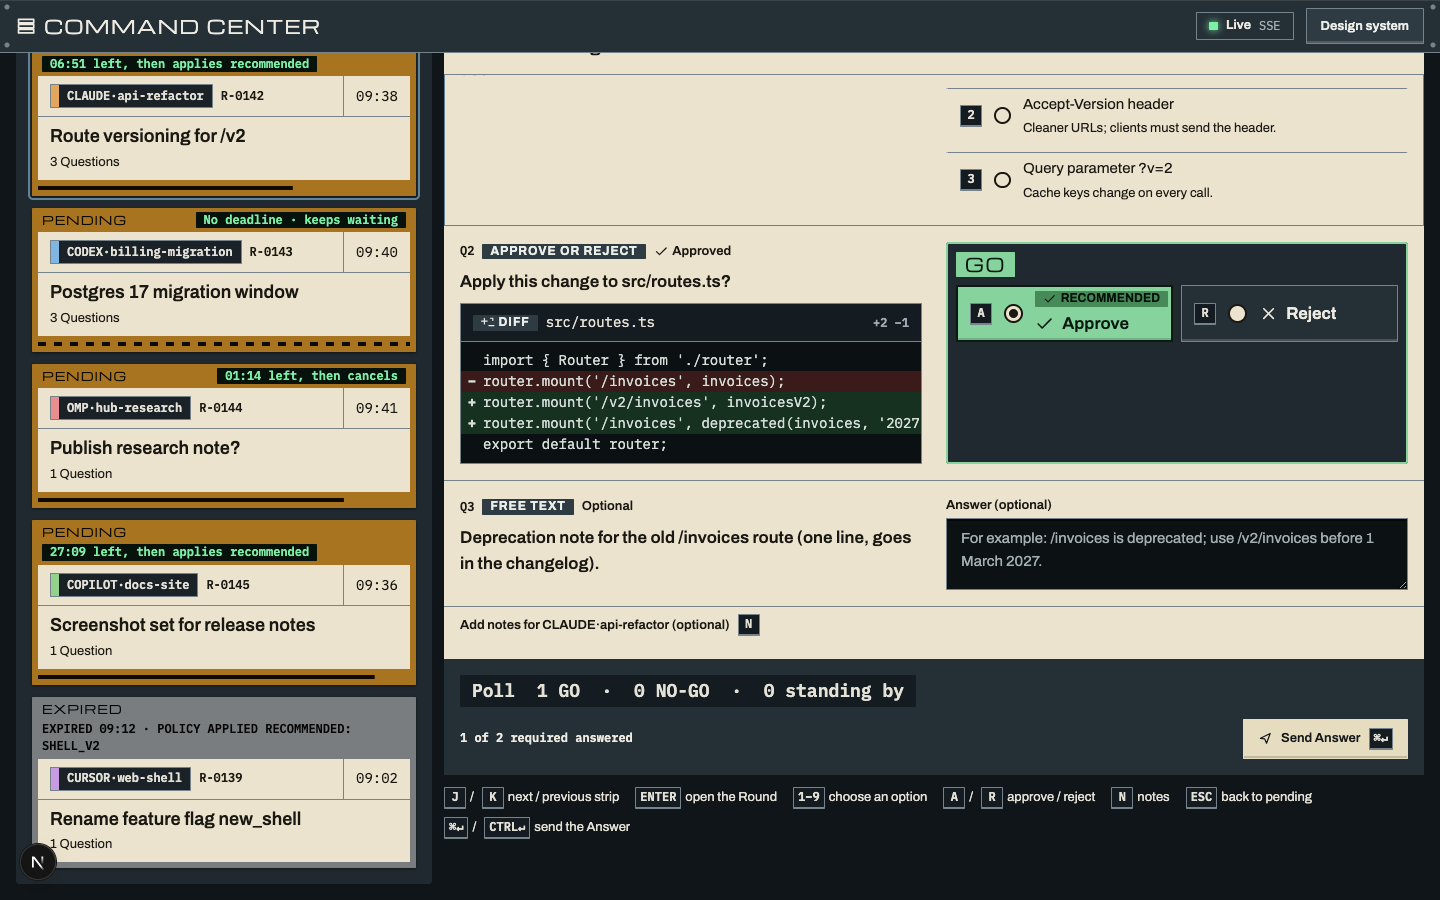 COMMAND CENTER
Live SSE
Design system
06:51 left, then applies recommended
CLAUDE·api-refactor R-0142 09:38
Route versioning for /v2
3 Questions
PENDING No deadline · keeps waiting
CODEX·billing-migration R-0143 09:40
Postgres 17 migration window
3 Questions
PENDING 01:14 left, then cancels
OMP·hub-research R-0144 09:41
Publish research note?
1 Question
PENDING
27:09 left, then applies recommended
COPILOT·docs-site R-0145 09:36
Screenshot set for release notes
1 Question
EXPIRED
EXPIRED 09:12 · POLICY APPLIED RECOMMENDED:
SHELL_V2
CURSOR·web-shell R-0139 09:02
Rename feature flag new_shell
1 Question
N
2 Accept-Version header
Cleaner URLs; clients must send the header.
3 Query parameter ?v=2
Cache keys change on every call.
Q2 APPROVE OR REJECT Approved
Apply this change to src/routes.ts?
DIFF src/routes.ts +2 −1
import { Router } from './router';
− router.mount('/invoices', invoices);
+ router.mount('/v2/invoices', invoicesV2);
+ router.mount('/invoices', deprecated(invoices, '2027
export default router;
GO
A RECOMMENDED
Approve
R Reject
Q3 FREE TEXT Optional
Deprecation note for the old /invoices route (one line, goes
in the changelog).
Answer (optional)
For example: /invoices is deprecated; use /v2/invoices before 1
March 2027.
Add notes for CLAUDE·api-refactor (optional) N
Poll 1 GO · 0 NO-GO · 0 standing by
1 of 2 required answered
Send Answer ⌘↵
J / K next / previous strip ENTER open the Round 1–9 choose an option A / R approve / reject N notes ESC back to pending
⌘↵ / CTRL↵ send the Answer